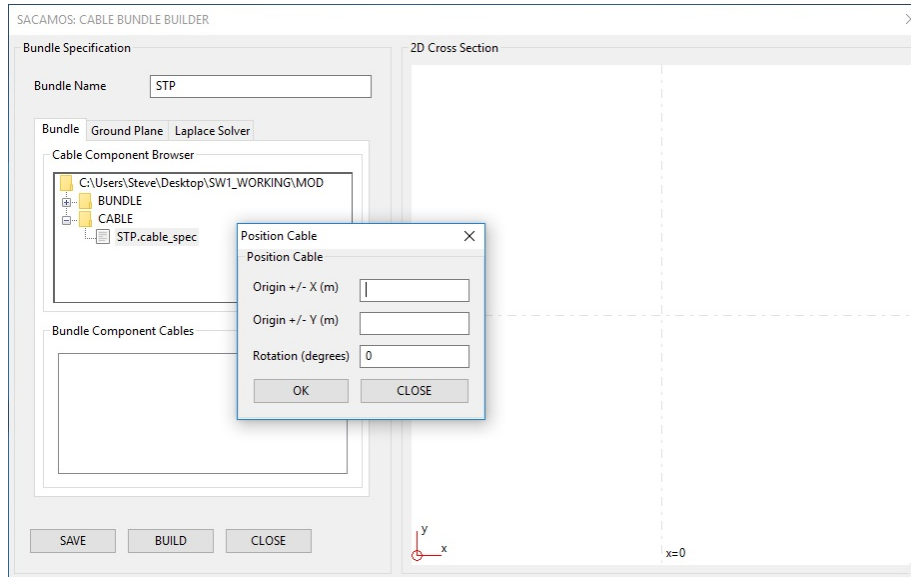 SACAMOS: CABLE BUNDLE BUILDER
Bundle Specification
Bundle Name
STP
Bundle
Ground Plane
Laplace Solver
Cable Component Browser
C:\Users\Steve\Desktop\SW1_WORKING\MOD
BUNDLE
CABLE
STP.cable_spec
Bundle Component Cables
SAVE
BUILD
CLOSE
Position Cable
Position Cable
Origin +/- X (m)
Origin +/- Y (m)
Rotation (degrees)
0
OK
CLOSE
2D Cross Section
y
x
x=0